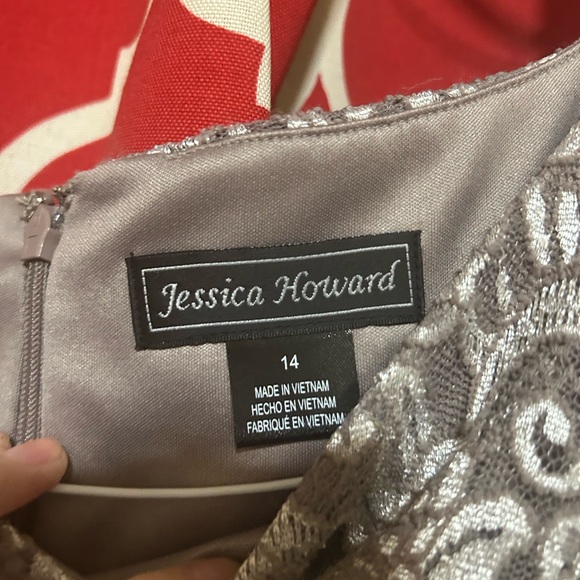 Jessica Howard
14
MADE IN VIETNAM
HECHO EN VIETNAM
FABRIQUÉ EN VIETNAM